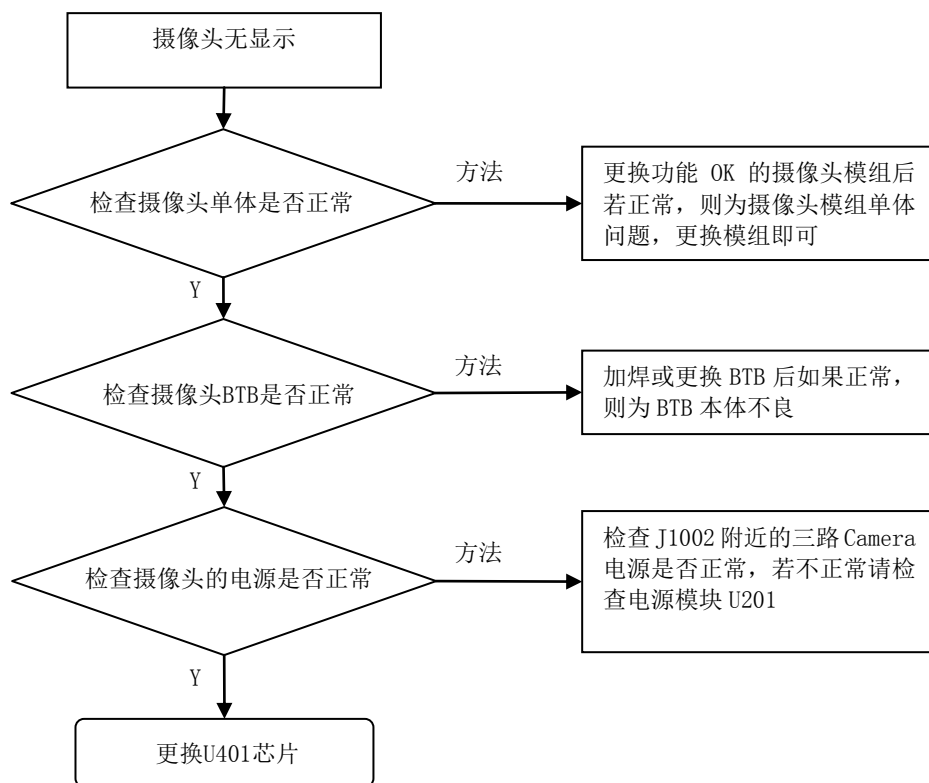 摄像头无显示
检查摄像头单体是否正常
方法
更换功能 OK 的摄像头模组后
若正常，则为摄像头模组单体
问题，更换模组即可
Y
检查摄像头BTB是否正常
方法
加焊或更换 BTB 后如果正常，
则为 BTB 本体不良
Y
检查摄像头的电源是否正常
方法
检查 J1002 附近的三路 Camera
电源是否正常，若不正常请检
查电源模块 U201
Y
更换U401芯片